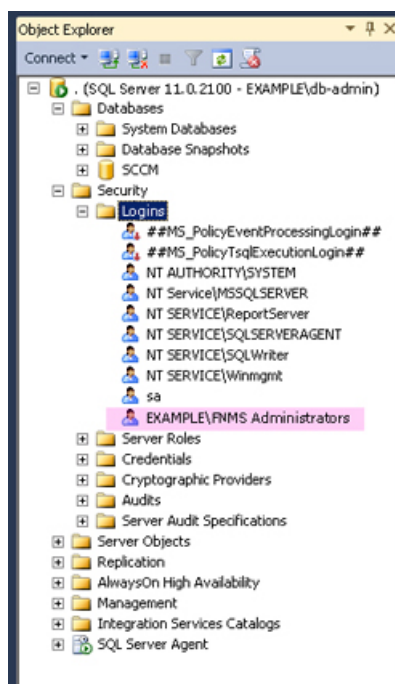 Object Explorer
Connect
. (SQL Server 11.0.2100 - EXAMPLE\db-admin)
Databases
System Databases
Database Snapshots
SCCM
Security
Logins
##MS_PolicyEventProcessingLogin##
##MS_PolicyTsqlExecutionLogin##
NT AUTHORITY\SYSTEM
NT Service\MSSQLSERVER
NT SERVICE\ReportServer
NT SERVICE\SQLSERVERAGENT
NT SERVICE\SQLWriter
NT SERVICE\Winmgmt
sa
EXAMPLE\FNMS Administrators
Server Roles
Credentials
Cryptographic Providers
Audits
Server Audit Specifications
Server Objects
Replication
AlwaysOn High Availability
Management
Integration Services Catalogs
SQL Server Agent